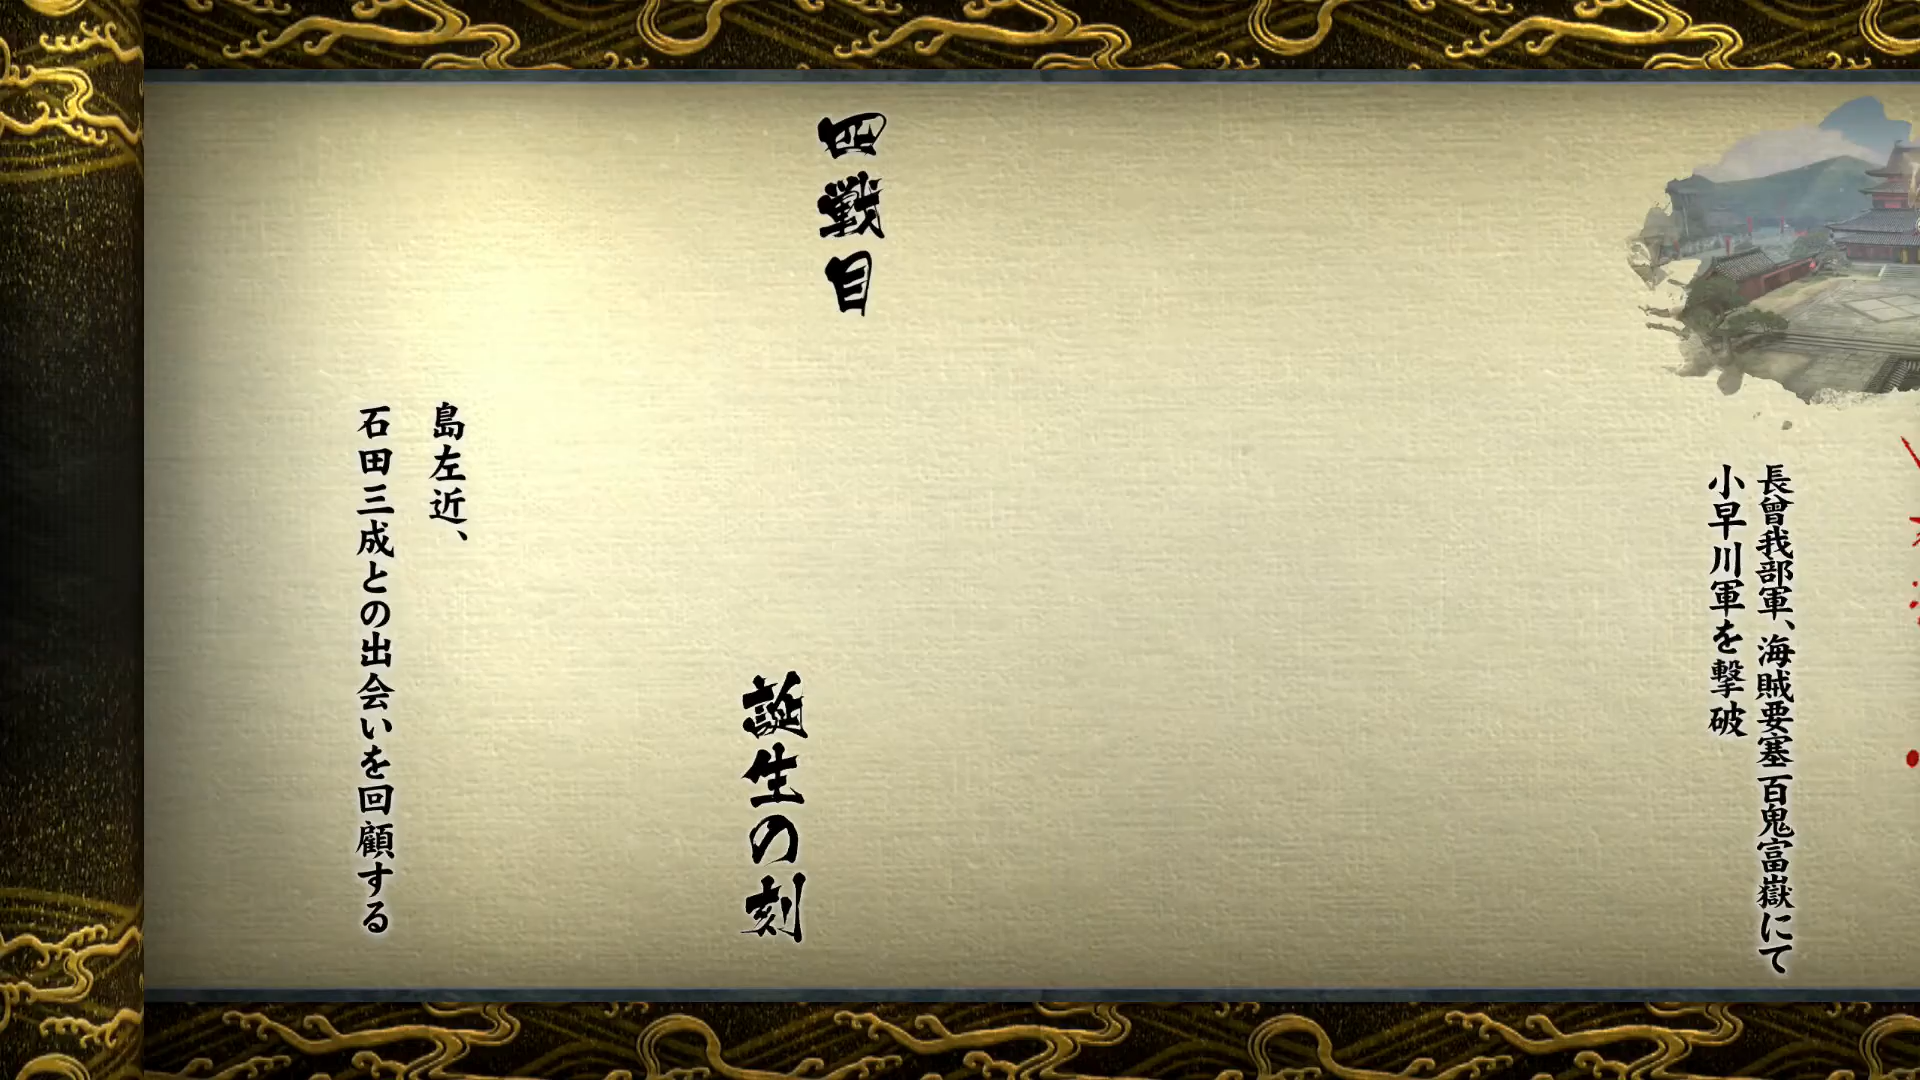 長曾我部軍、海賊要塞百鬼富嶽にて
小早川軍を撃破
四戦目
誕生の刻
島左近、
石田三成との出会いを回顧する